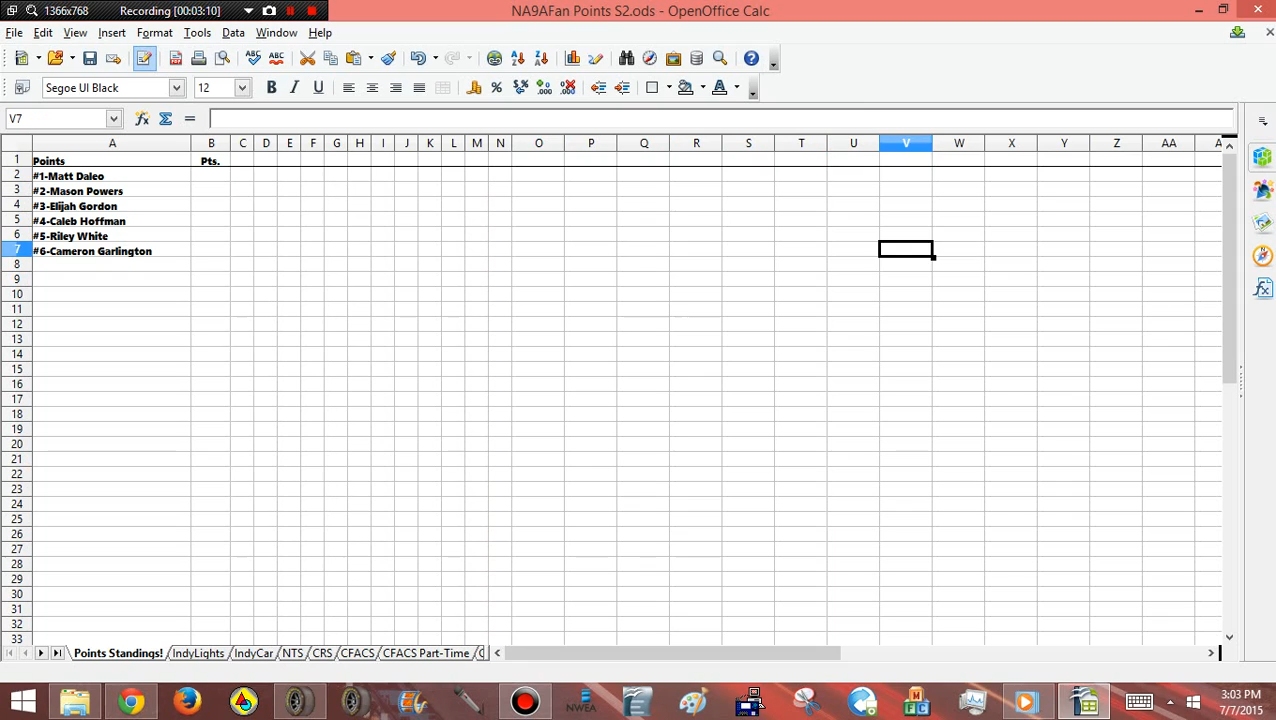 1366x768 Recording [00:03:10] NA9AFan Points S2.ods - OpenOffice Calc
File Edit View Insert Format Tools Data Window Help
Segoe UI Black 12
V7
A B C D E F G H I J K L M N O P Q R S T U V W X Y Z AA A
1 Points Pts.
2 #1-Matt Daleo
3 #2-Mason Powers
4 #3-Elijah Gordon
5 #4-Caleb Hoffman
6 #5-Riley White
7 #6-Cameron Garlington
8
9
10
11
12
13
14
15
16
17
18
19
20
21
22
23
24
25
26
27
28
29
30
31
32
33
Points Standings! IndyLights IndyCar NTS CRS CFACS CFACS Part-Time
NWEA
3:03 PM
7/7/2015